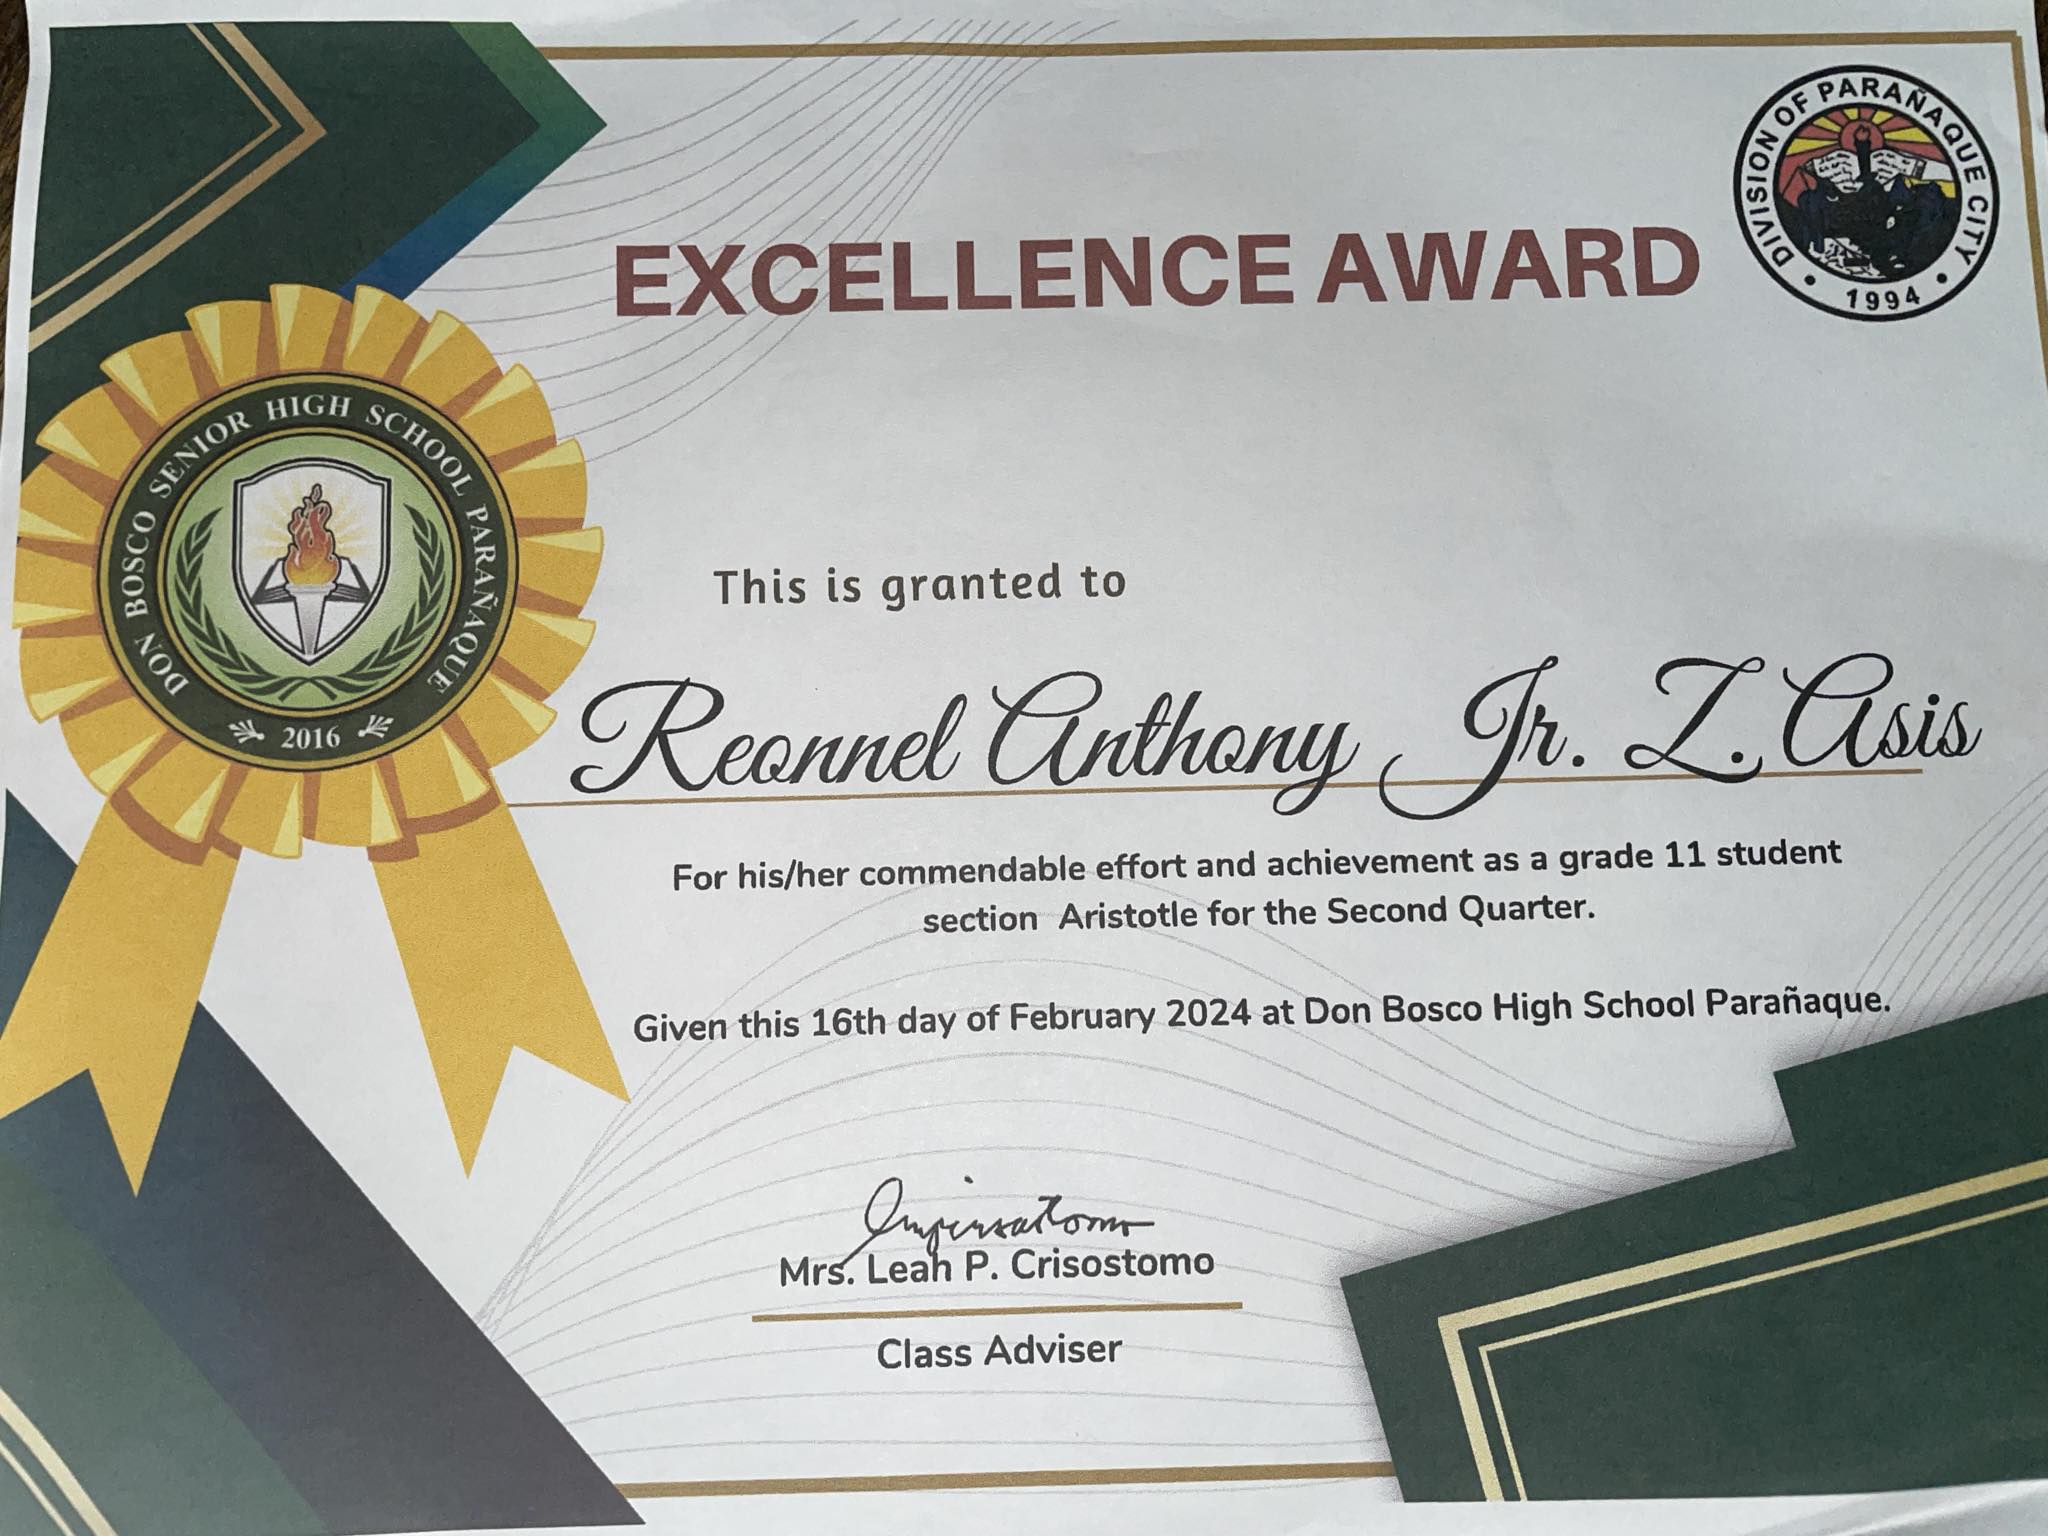 DIVISION OF PARAÑAQUE CITY
1994
EXCELLENCE AWARD
DON BOSCO SENIOR HIGH SCHOOL PARAÑAQUE
2016
This is granted to
Reonnel Anthony Jr. Z. Asis
For his/her commendable effort and achievement as a grade 11 student
section Aristotle for the Second Quarter.
Given this 16th day of February 2024 at Don Bosco High School Parañaque.
Mrs. Leah P. Crisostomo
Class Adviser